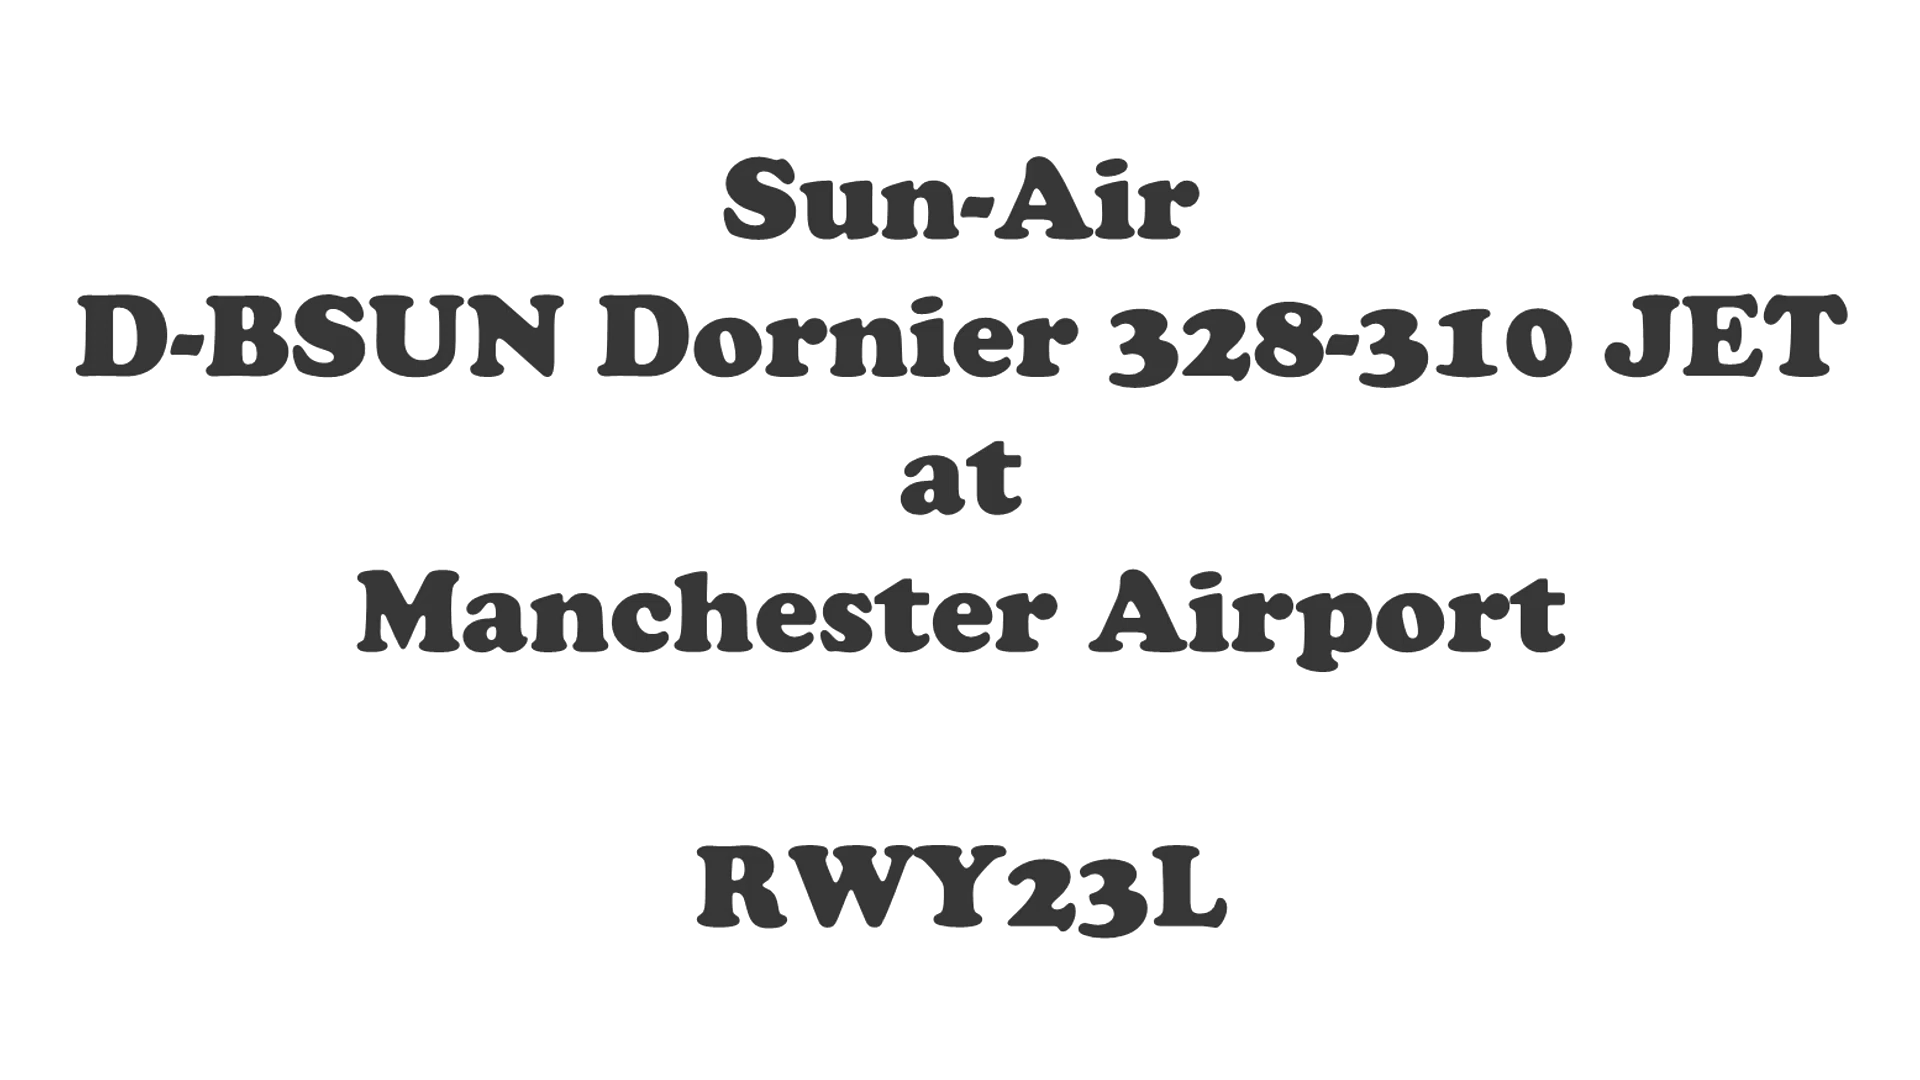 Sun-Air
D-BSUN Dornier 328-310 JET
at
Manchester Airport
RWY23L